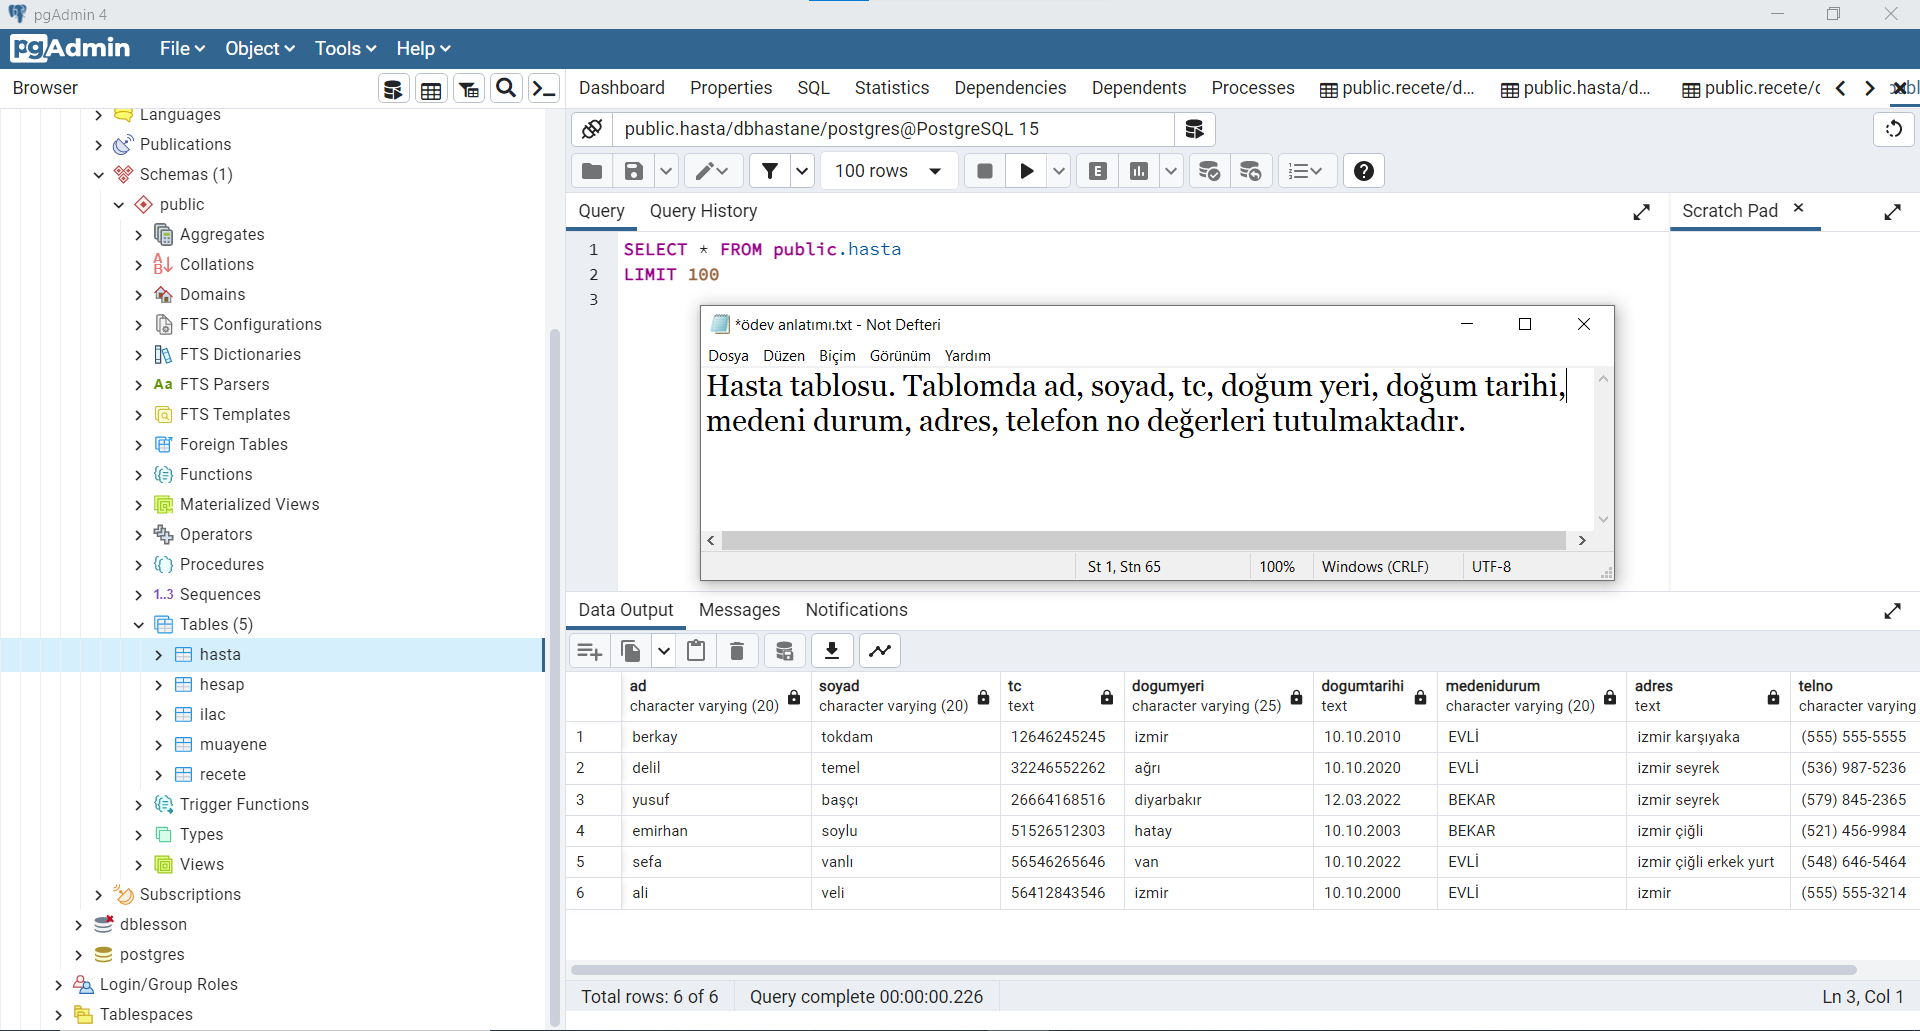 pgAdmin 4
pgAdmin File Object Tools Help
Browser
Dashboard Properties SQL Statistics Dependencies Dependents Processes public.recete/d... public.hasta/d... public.recete/
Languages
Publications
Schemas (1)
public
Aggregates
Collations
Domains
FTS Configurations
FTS Dictionaries
Aa FTS Parsers
FTS Templates
Foreign Tables
Functions
Materialized Views
Operators
Procedures
1..3 Sequences
Tables (5)
hasta
hesap
ilac
muayene
recete
Trigger Functions
Types
Views
Subscriptions
dblesson
postgres
Login/Group Roles
Tablespaces
public.hasta/dbhastane/postgres@PostgreSQL 15
100 rows E
Query Query History
Scratch Pad
1 SELECT * FROM public.hasta
2 LIMIT 100
3
*ödev anlatımı.txt - Not Defteri
Dosya Düzen Biçim Görünüm Yardım
Hasta tablosu. Tablomda ad, soyad, tc, doğum yeri, doğum tarihi,
medeni durum, adres, telefon no değerleri tutulmaktadır.
St 1, Stn 65 100% Windows (CRLF) UTF-8
Data Output Messages Notifications
ad soyad tc dogumyeri dogumtarihi medenidurum adres telno
character varying (20) character varying (20) text character varying (25) text character varying (20) text character varying
1 berkay tokdam 12646245245 izmir 10.10.2010 EVLİ izmir karşıyaka (555) 555-5555
2 delil temel 32246552262 ağrı 10.10.2020 EVLİ izmir seyrek (536) 987-5236
3 yusuf başçı 26664168516 diyarbakır 12.03.2022 BEKAR izmir seyrek (579) 845-2365
4 emirhan soylu 51526512303 hatay 10.10.2003 BEKAR izmir çiğli (521) 456-9984
5 sefa vanlı 56546265646 van 10.10.2022 EVLİ izmir çiğli erkek yurt (548) 646-5464
6 ali veli 56412843546 izmir 10.10.2000 EVLİ izmir (555) 555-3214
Total rows: 6 of 6 Query complete 00:00:00.226 Ln 3, Col 1